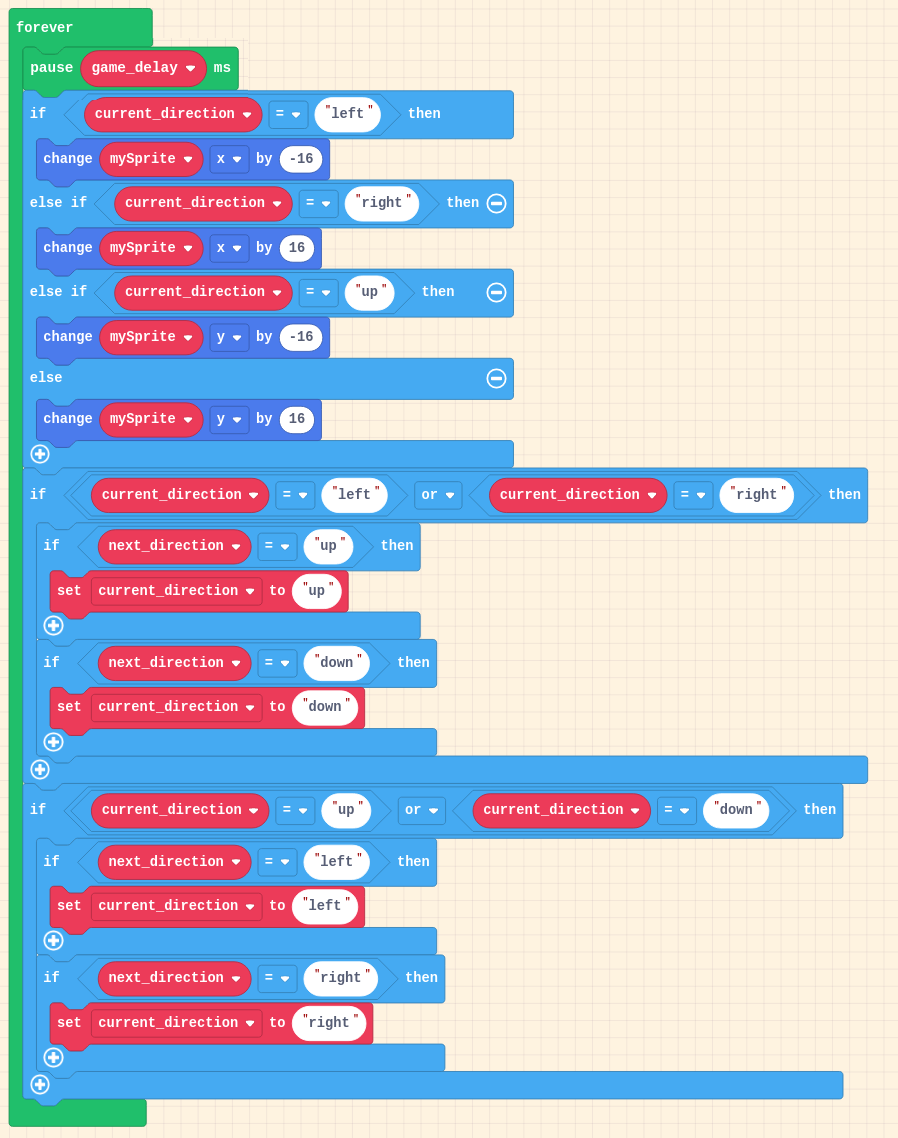 forever
pause game_delay ms
if current_direction = "left" then
change mySprite x by -16
else if current_direction = "right" then
change mySprite x by 16
else if current_direction = "up" then
change mySprite y by -16
else
change mySprite y by 16
if current_direction = "left" or current_direction = "right" then
if next_direction = "up" then
set current_direction to "up"
if next_direction = "down" then
set current_direction to "down"
if current_direction = "up" or current_direction = "down" then
if next_direction = "left" then
set current_direction to "left"
if next_direction = "right" then
set current_direction to "right"